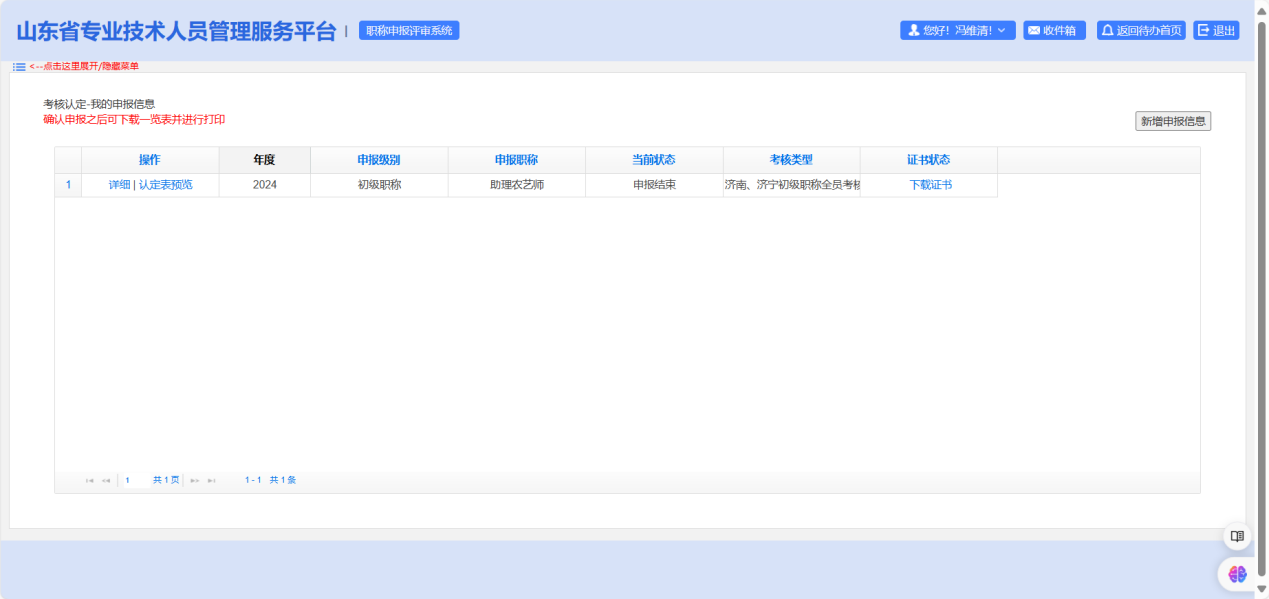 山东省专业技术人员管理服务平台 | 职称申报评审系统 您好！冯维清！ 收件箱 返回待办首页 退出
<--点击这里展开/隐藏菜单
考核认定-我的申报信息
确认申报之后可下载一览表并进行打印
新增申报信息
操作 年度 申报级别 申报职称 当前状态 考核类型 证书状态
1 详细 | 认定表预览 2024 初级职称 助理农艺师 申报结束 济南、济宁初级职称全员考核 下载证书
1 共 1 页 1 - 1 共 1 条